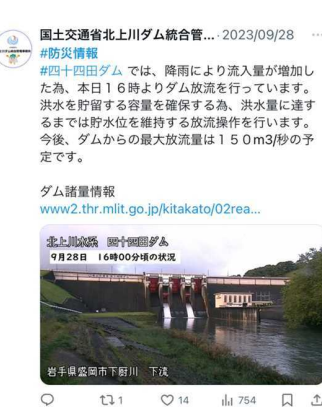 国土交通省北上川ダム統合管... · 2023/09/28
#防災情報
#四十四田ダム では、降雨により流入量が増加し
た為、本日１６時よりダム放流を行っています。
洪水を貯留する容量を確保する為、洪水量に達す
るまでは貯水位を維持する放流操作を行います。
今後、ダムからの最大放流量は１５０m3/秒の予
定です。
ダム諸量情報
www2.thr.mlit.go.jp/kitakato/02rea...
北上川水系 四十四田ダム
9月28日 16時00分頃の状況
岩手県盛岡市下厨川 下流
1 14 754